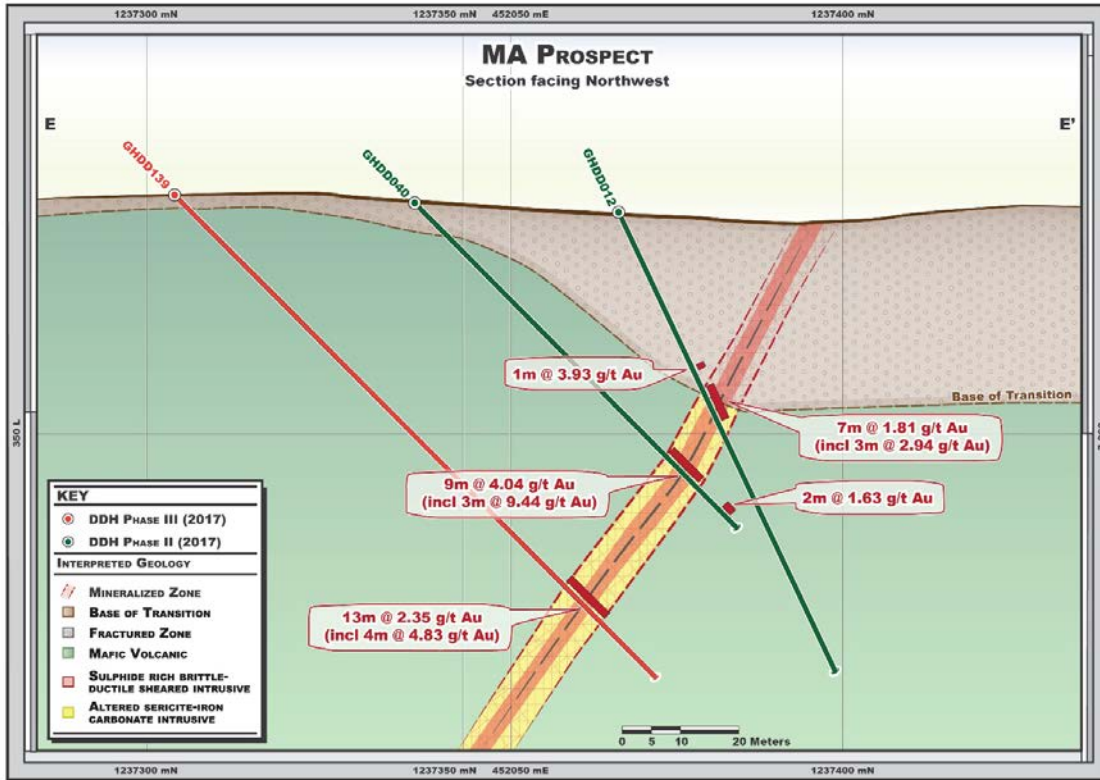 1237300 mN 1237350 mN 452050 mE 1237400 mN
MA PROSPECT
Section facing Northwest
E E'
GHDD139
GHDD040
GHDD012
1m @ 3.93 g/t Au
Base of Transition
7m @ 1.81 g/t Au
(incl 3m @ 2.94 g/t Au)
350 L
9m @ 4.04 g/t Au
(incl 3m @ 9.44 g/t Au)
2m @ 1.63 g/t Au
13m @ 2.35 g/t Au
(incl 4m @ 4.83 g/t Au)
KEY
DDH PHASE III (2017)
DDH PHASE II (2017)
INTERPRETED GEOLOGY
MINERALIZED ZONE
BASE OF TRANSITION
FRACTURED ZONE
MAFIC VOLCANIC
SULPHIDE RICH BRITTLE-
DUCTILE SHEARED INTRUSIVE
ALTERED SERICITE-IRON
CARBONATE INTRUSIVE
0 5 10 20 Meters
1237300 mN 1237350 mN 452050 mE 1237400 mN